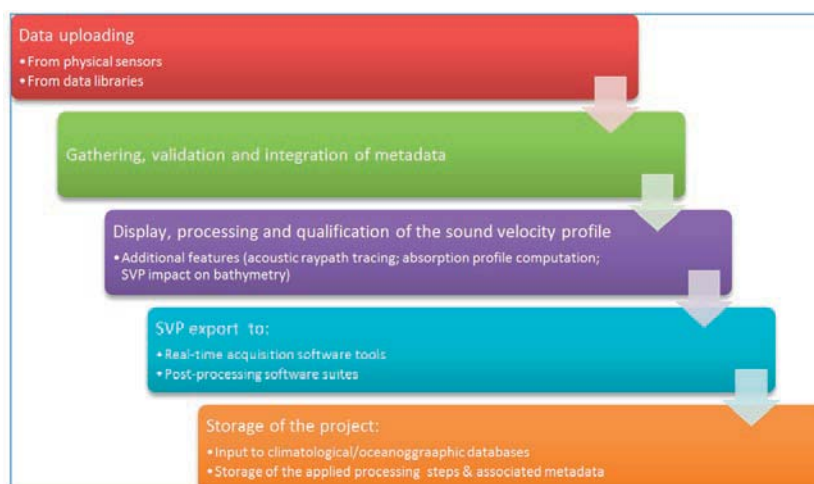 Data uploading
•From physical sensors
•From data libraries
Gathering, validation and integration of metadata
Display, processing and qualification of the sound velocity profile
•Additional features (acoustic raypath tracing; absorption profile computation;
SVP impact on bathymetry)
SVP export to:
•Real-time acquisition software tools
•Post-processing software suites
Storage of the project:
•Input to climatological/oceanoggraaphic databases
•Storage of the applied processing steps & associated metadata